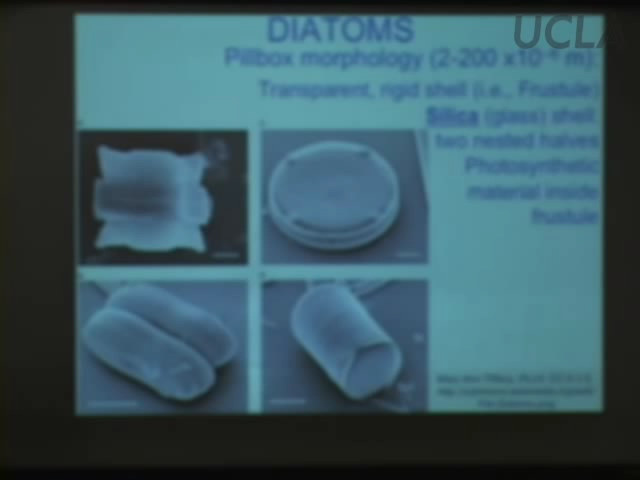 DIATOMS
UCLA
Pillbox morphology (2-200 x10⁻⁶ m):
Transparent, rigid shell (i.e., Frustule)
Silica (glass) shell
two nested halves
Photosynthetic
material inside
frustule